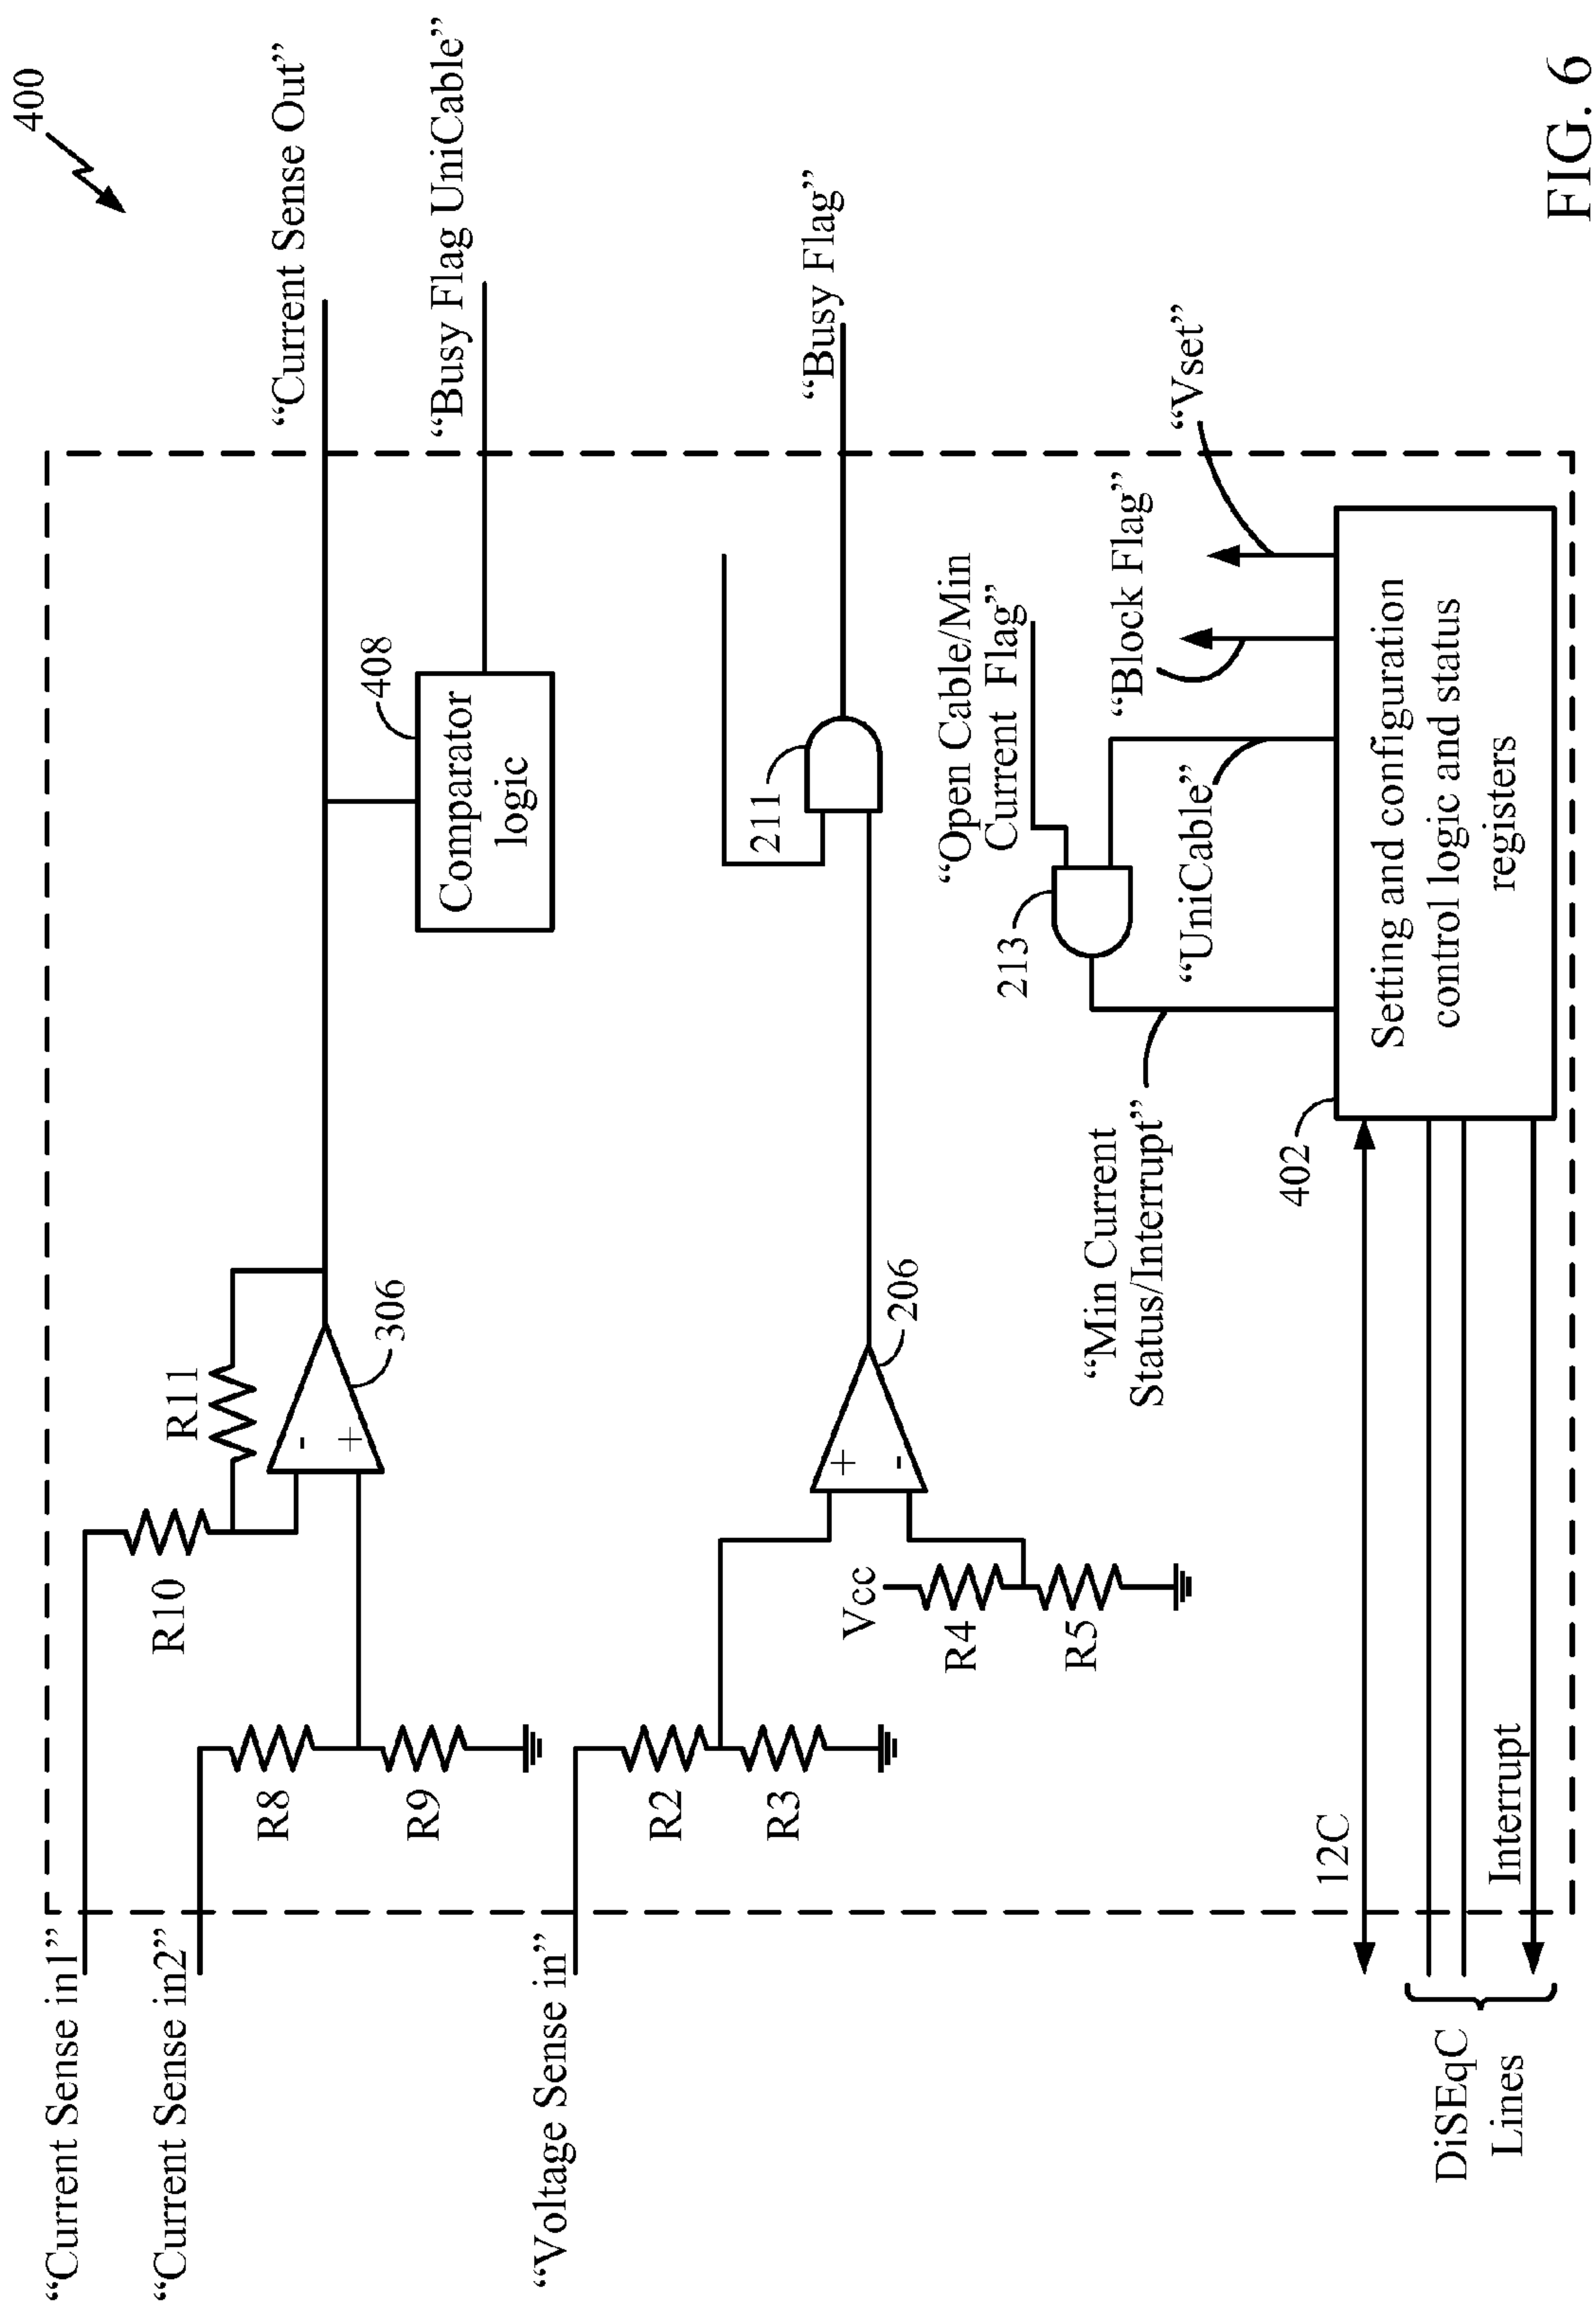 400
“Current Sense in1”
“Current Sense Out”
R10
R11
-
+
306
“Current Sense in2”
R8
R9
408
Comparator
logic
“Busy Flag UniCable”
“Voltage Sense in”
R2
R3
Vcc
R4
R5
+
-
206
211
“Busy Flag”
“Open Cable/Min
Current Flag”
213
“UniCable”
“Block Flag”
“Vset”
“Min Current
Status/Interrupt”
402
Setting and configuration
control logic and status
registers
12C
DiSEqC
Lines
Interrupt
FIG. 6